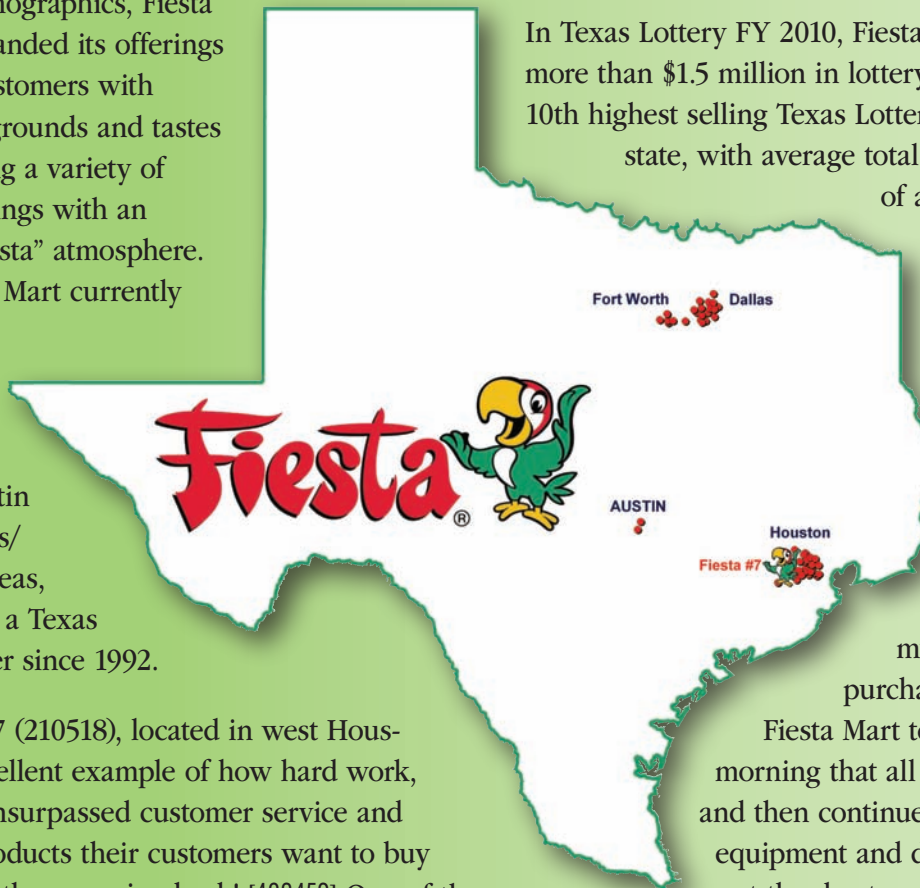 anded its offerings
stomers with
grounds and tastes
g a variety of
ings with an
sta” atmosphere.
Mart currently
tin
s/
eas,
a Texas
er since 1992.
7 (210518), located in west Hous-
ellent example of how hard work,
nsurpassed customer service and
oducts their customers want to buy
In Texas Lottery FY 2010, Fiesta
more than $1.5 million in lottery
10th highest selling Texas Lotter
state, with average total
of a
Fort Worth
Dallas
Fiesta®
AUSTIN
Houston
Fiesta #7
m
purcha
Fiesta Mart to
morning that all
and then continue
equipment and